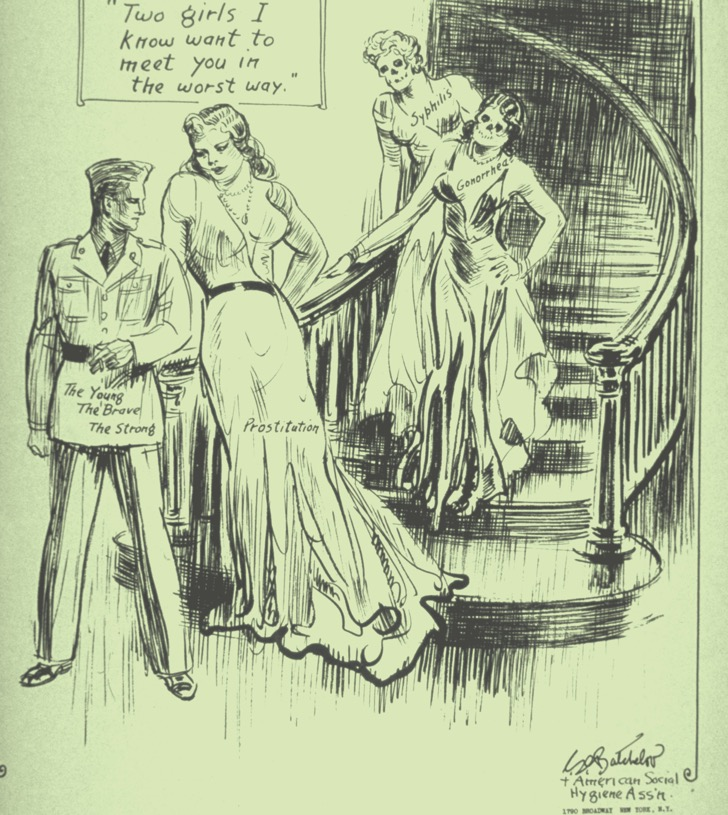 "Two girls I
know want to
meet you in
the worst way."
Syphilis
Gonorrhea
The Young
The Brave
The Strong
Prostitution
Batchelor
+ American Social
Hygiene Ass'n.
1790 BROADWAY NEW YORK, N.Y.